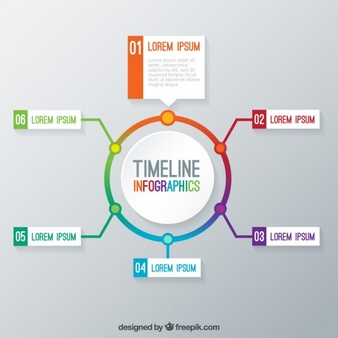 01 LOREM IPSUM
06 LOREM IPSUM
02 LOREM IPSUM
TIMELINE
INFOGRAPHICS
05 LOREM IPSUM
03 LOREM IPSUM
04 LOREM IPSUM
designed by freepik.com